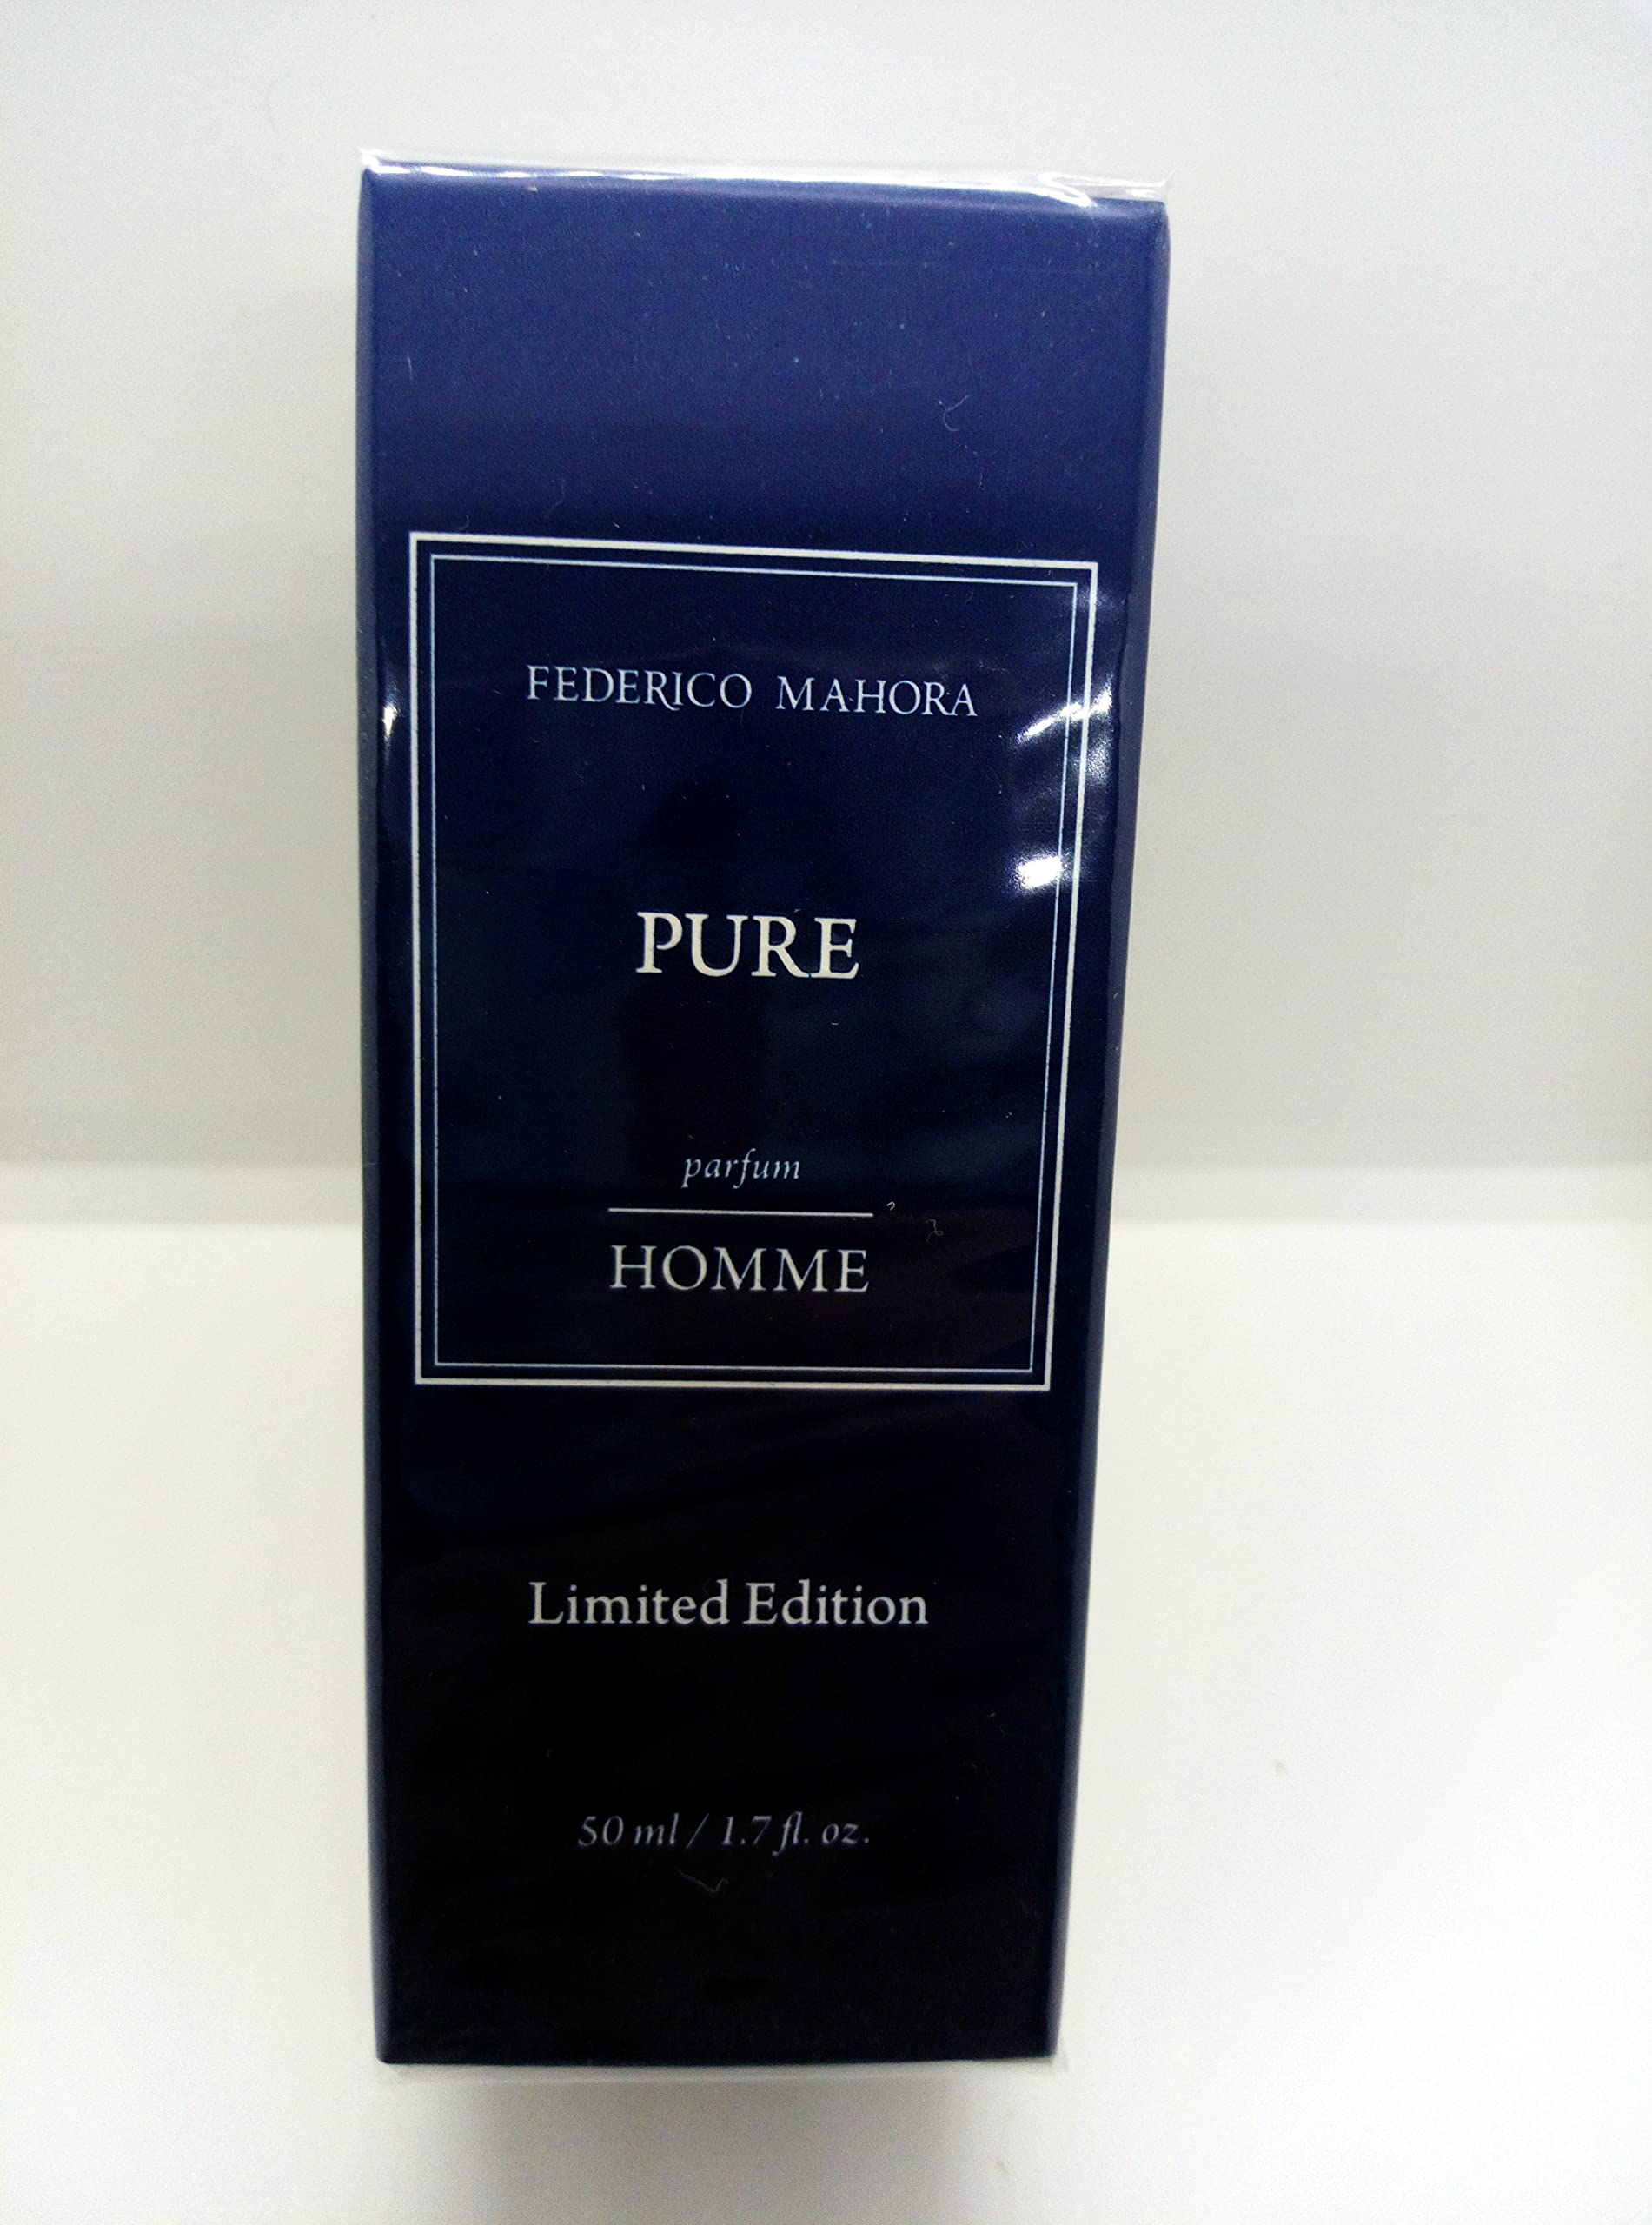 FEDERICO MAHORA
PURE
parfum
HOMME
Limited Edition
50 ml / 1.7 fl. oz.